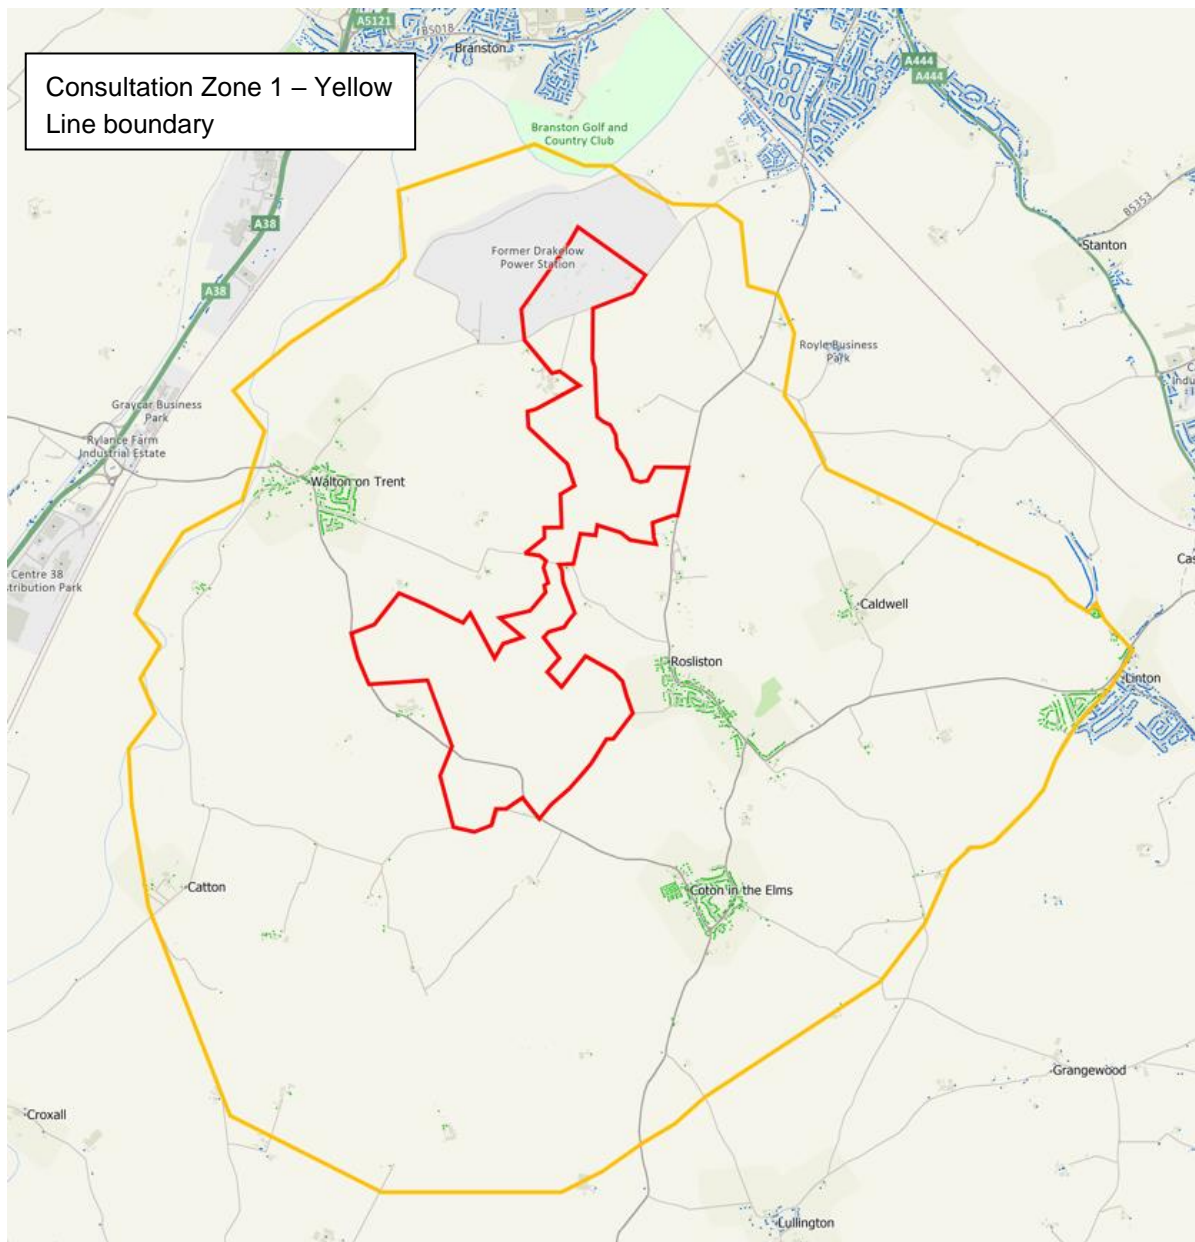 A5121
B5018
Branston
A444
A444
Consultation Zone 1 – Yellow
Line boundary
Branston Golf and
Country Club
B5353
A38
Stanton
Former Drakelow
Power Station
A38
Royle Business
Park
Graycar Business
Park
Rylance Farm
Industrial Estate
Walton on Trent
Centre 38
stribution Park
Caldwell
Rosliston
Linton
Catton
Coton in the Elms
Grangewood
Croxall
Lullington